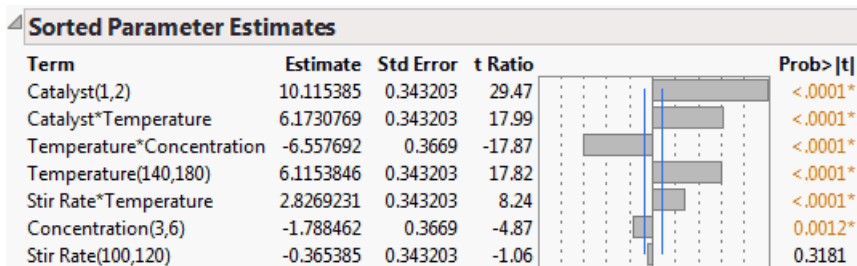 Sorted Parameter Estimates
Term Estimate Std Error t Ratio Prob>|t|
Catalyst(1,2) 10.115385 0.343203 29.47 <.0001*
Catalyst*Temperature 6.1730769 0.343203 17.99 <.0001*
Temperature*Concentration -6.557692 0.3669 -17.87 <.0001*
Temperature(140,180) 6.1153846 0.343203 17.82 <.0001*
Stir Rate*Temperature 2.8269231 0.343203 8.24 <.0001*
Concentration(3,6) -1.788462 0.3669 -4.87 0.0012*
Stir Rate(100,120) -0.365385 0.343203 -1.06 0.3181